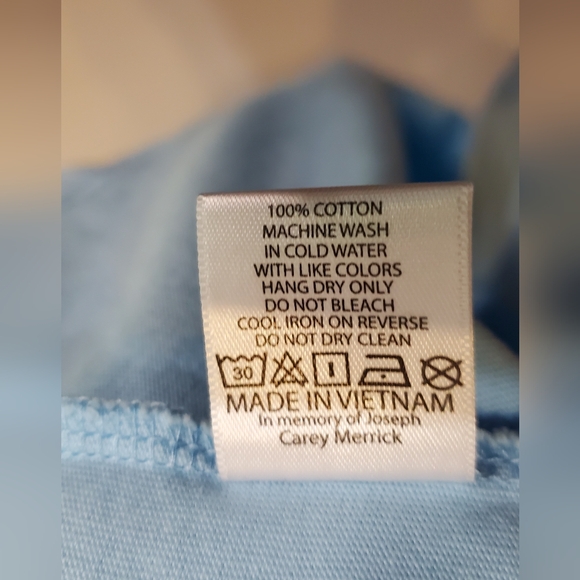 100% COTTON
MACHINE WASH
IN COLD WATER
WITH LIKE COLORS
HANG DRY ONLY
DO NOT BLEACH
COOL IRON ON REVERSE
DO NOT DRY CLEAN
30
MADE IN VIETNAM
In memory of Joseph
Carey Merrick